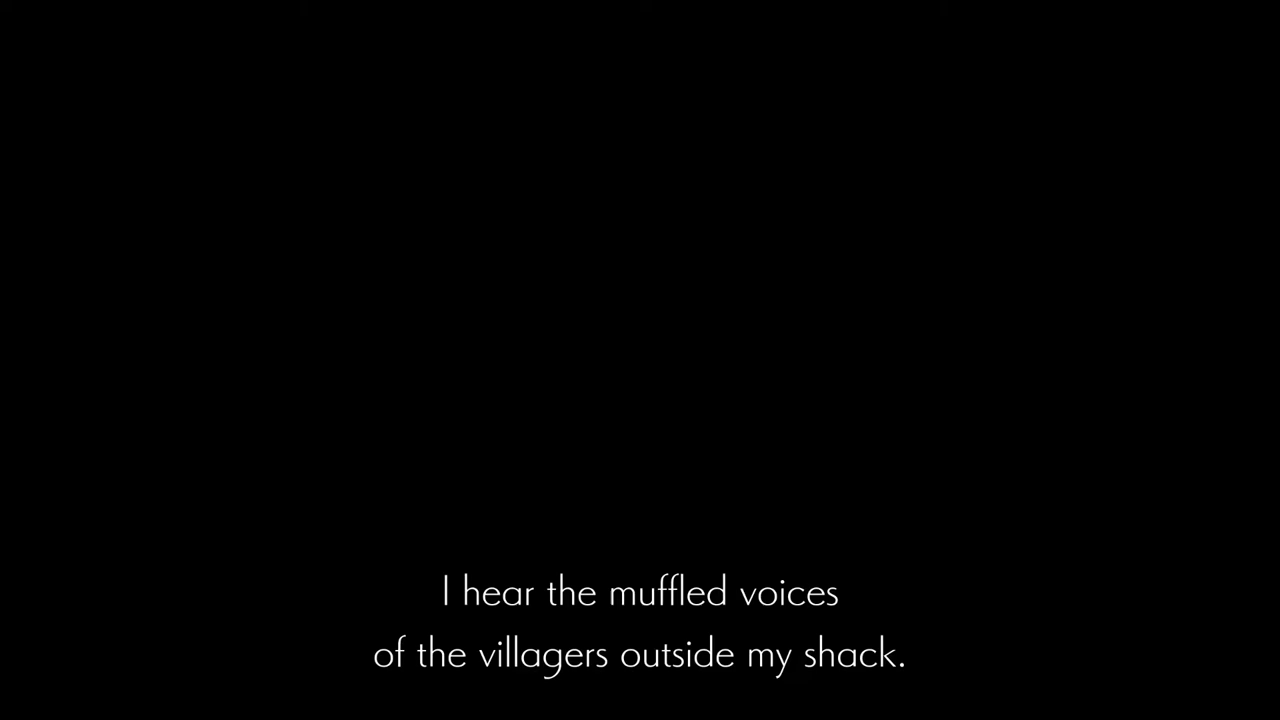 I hear the muffled voices
of the villagers outside my shack.